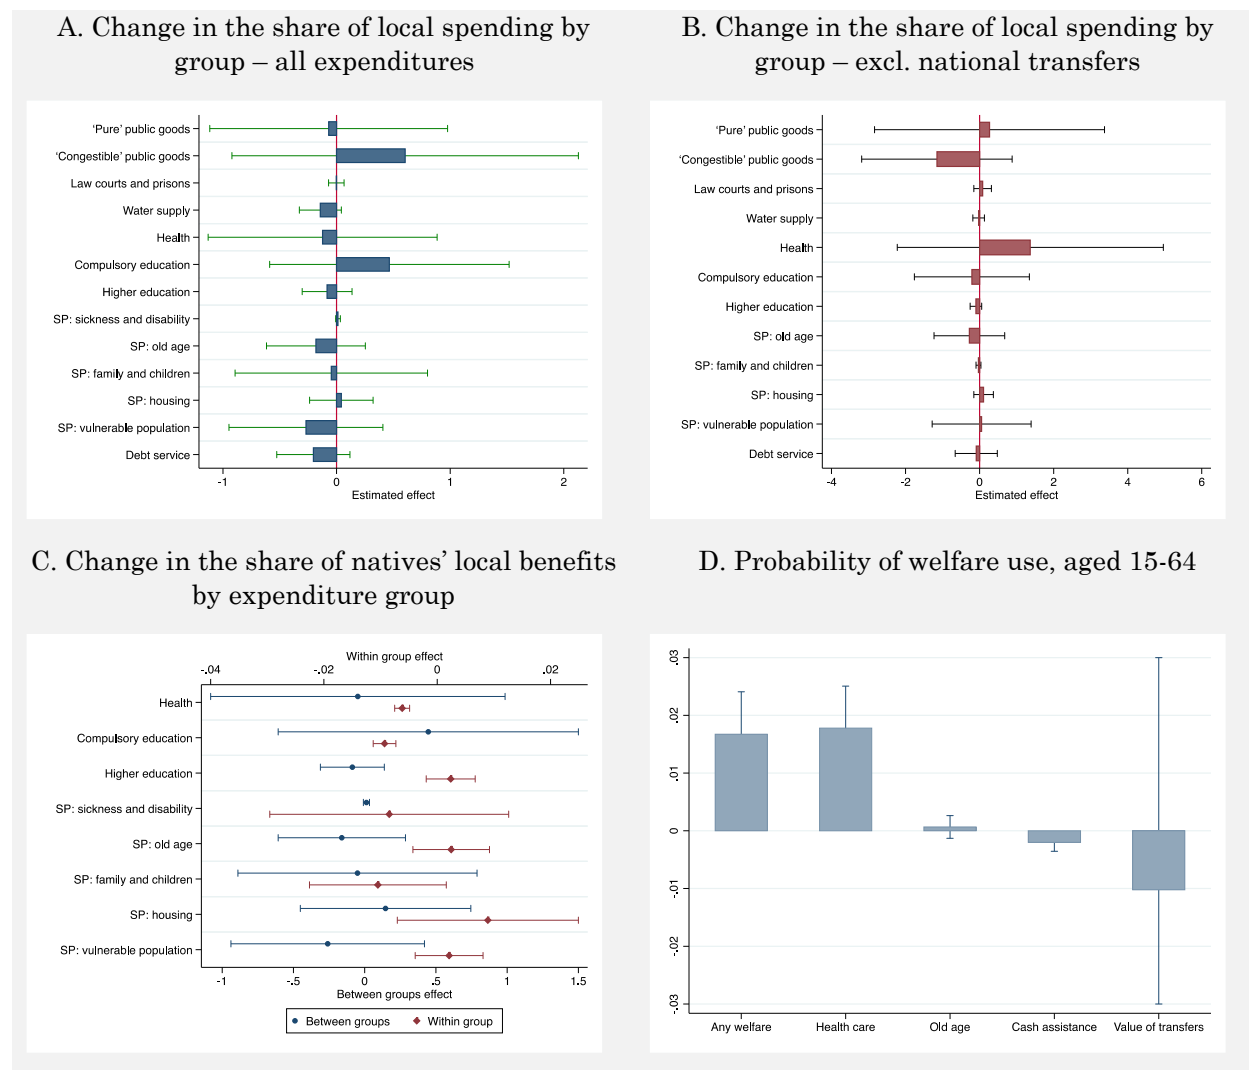 A. Change in the share of local spending by
group – all expenditures
'Pure' public goods
'Congestible' public goods
Law courts and prisons
Water supply
Health
Compulsory education
Higher education
SP: sickness and disability
SP: old age
SP: family and children
SP: housing
SP: vulnerable population
Debt service
-1 0 1 2
Estimated effect
B. Change in the share of local spending by
group – excl. national transfers
'Pure' public goods
'Congestible' public goods
Law courts and prisons
Water supply
Health
Compulsory education
Higher education
SP: old age
SP: family and children
SP: housing
SP: vulnerable population
Debt service
-4 -2 0 2 4 6
Estimated effect
C. Change in the share of natives' local benefits
by expenditure group
Within group effect
-.04 -.02 0 .02
Health
Compulsory education
Higher education
SP: sickness and disability
SP: old age
SP: family and children
SP: housing
SP: vulnerable population
-1 -.5 0 .5 1 1.5
Between groups effect
Between groups Within group
D. Probability of welfare use, aged 15-64
.03
.02
.01
0
-.01
-.02
-.03
Any welfare Health care Old age Cash assistance Value of transfers